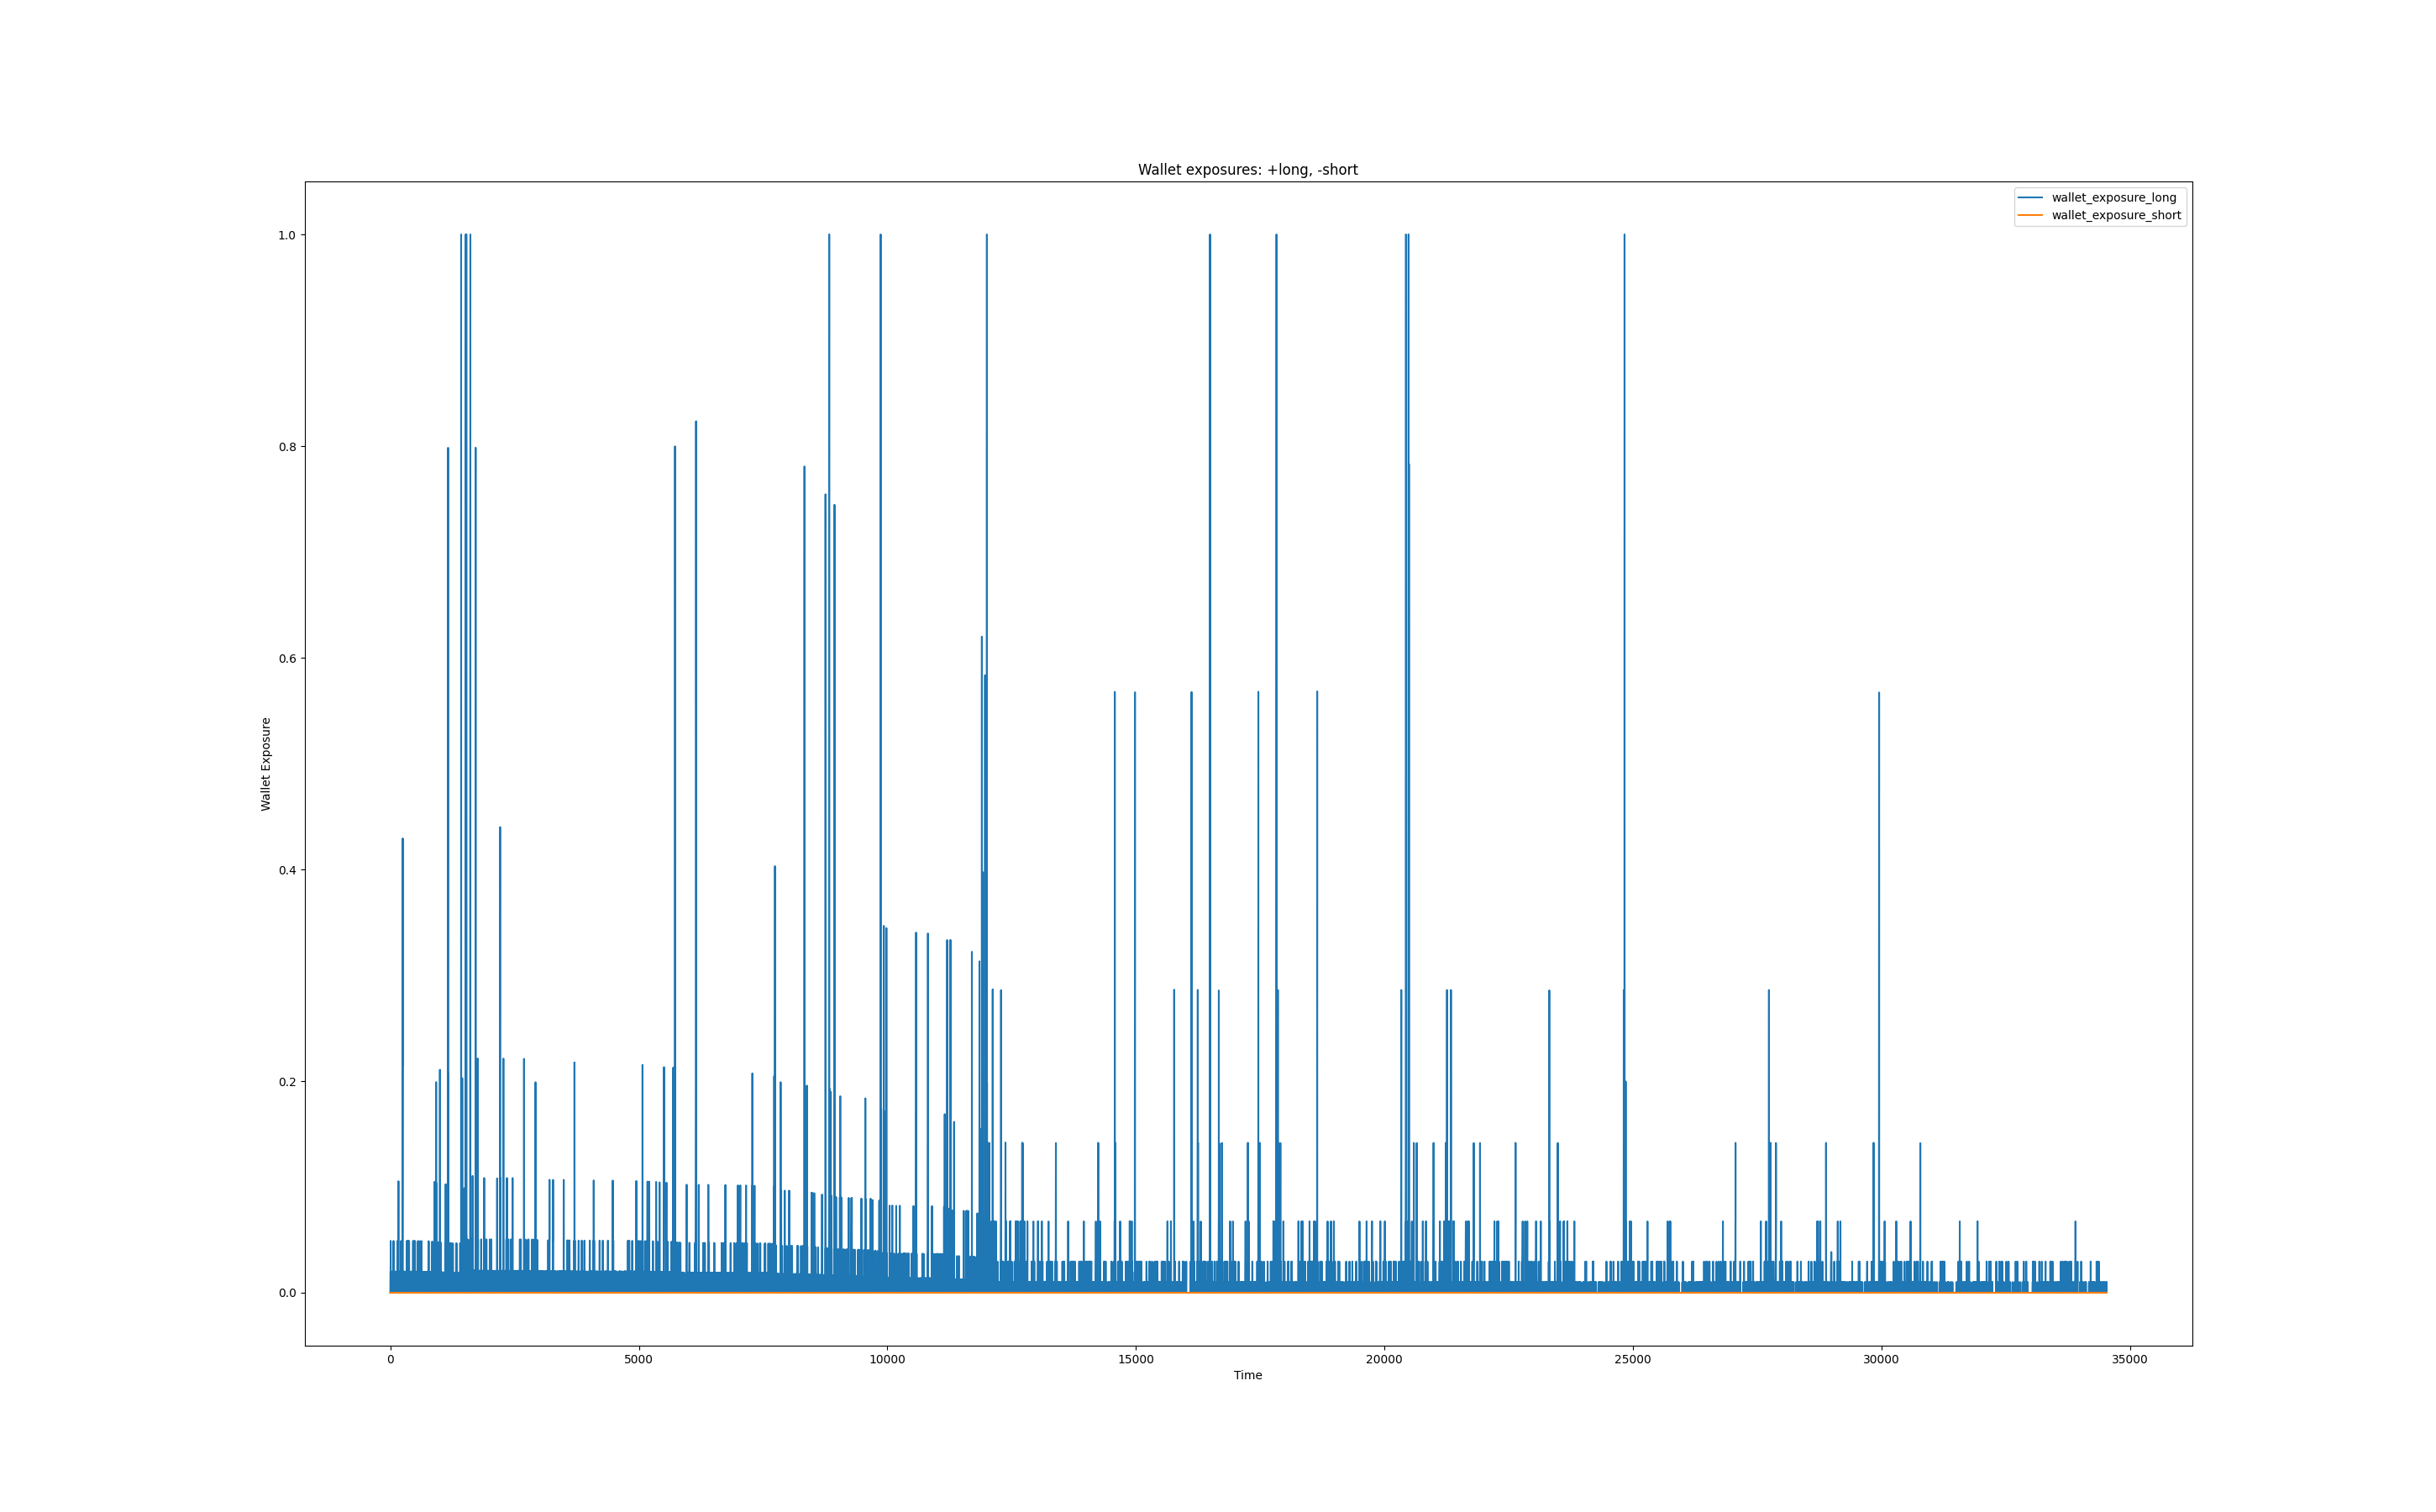 Wallet exposures: +long, -short
wallet_exposure_long
wallet_exposure_short
1.0
0.8
0.6
0.4
0.2
0.0
Wallet Exposure
0 5000 10000 15000 20000 25000 30000 35000
Time